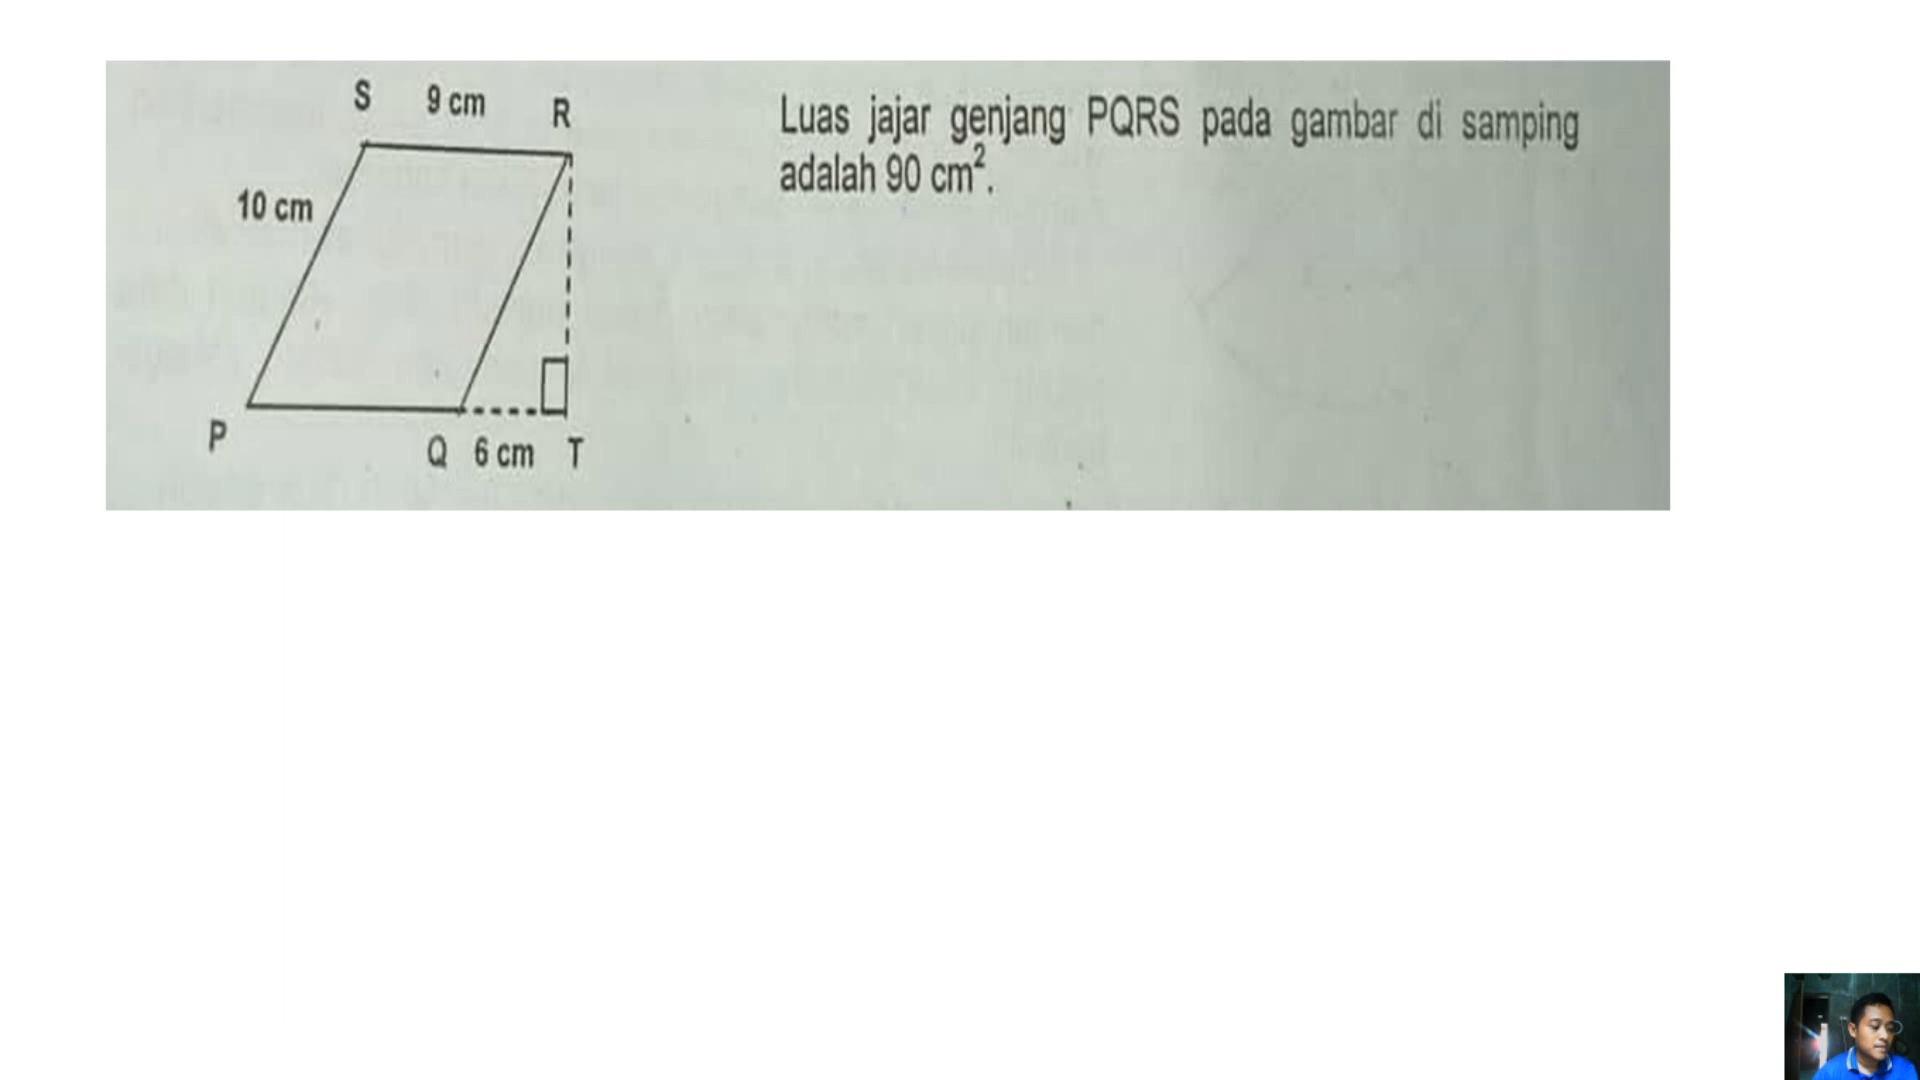 S 9 cm R
10 cm
P
Q 6 cm T
Luas jajar genjang PQRS pada gambar di samping
adalah 90 cm².